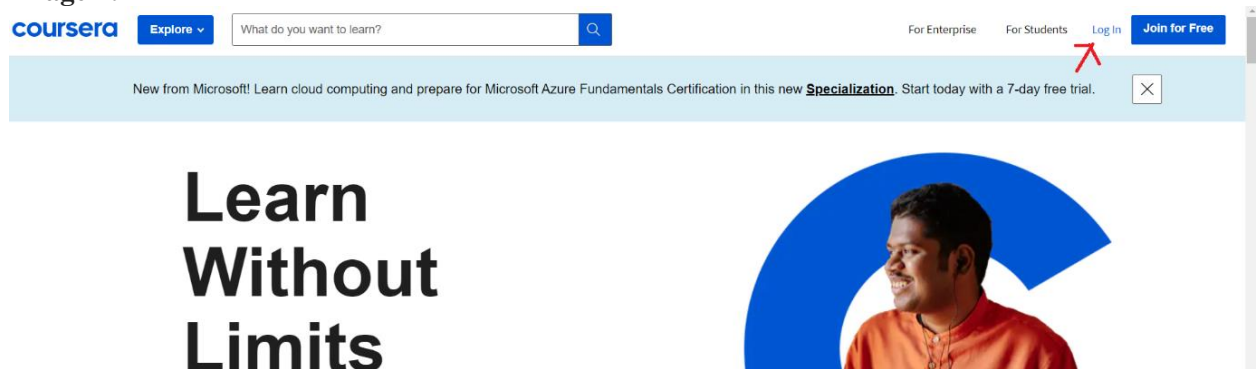 coursera Explore What do you want to learn? For Enterprise For Students Log In Join for Free
New from Microsoft! Learn cloud computing and prepare for Microsoft Azure Fundamentals Certification in this new Specialization. Start today with a 7-day free trial.
Learn
Without
Limits